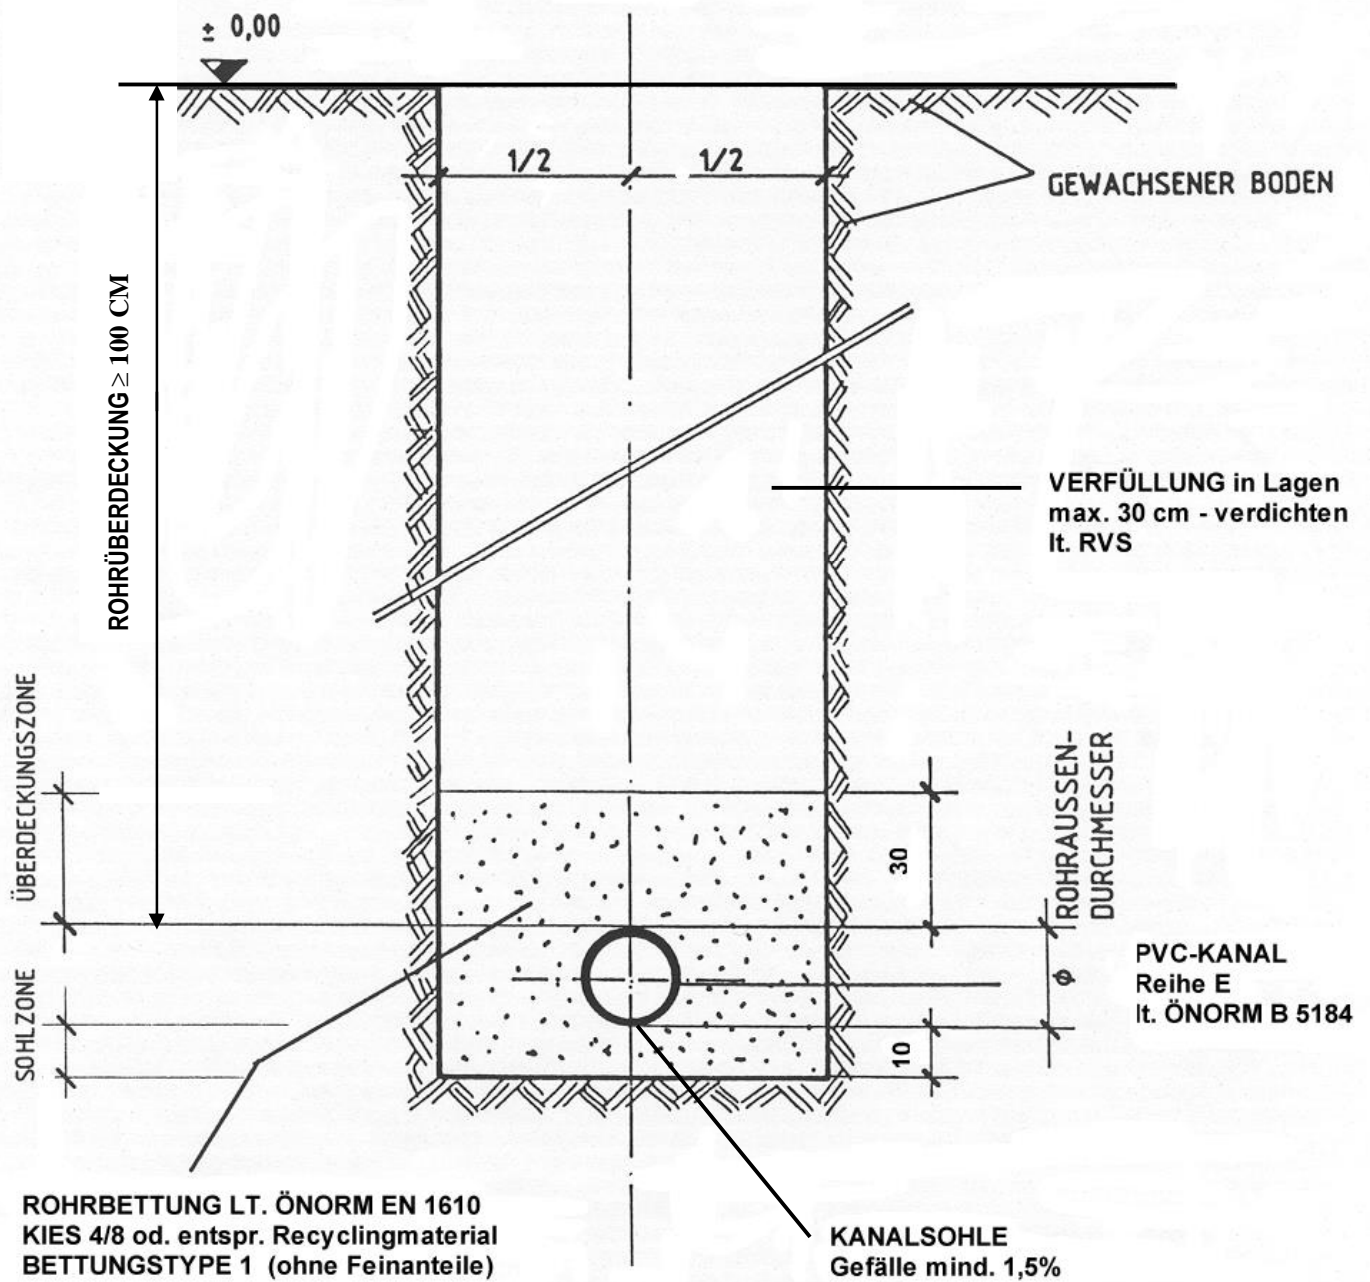 ± 0,00
1/2
1/2
GEWACHSENER BODEN
ROHRÜBERDECKUNG ≥ 100 CM
VERFÜLLUNG in Lagen
max. 30 cm - verdichten
lt. RVS
ÜBERDECKUNGSZONE
30
ROHRAUSSEN-
DURCHMESSER
SOHLZONE
ϕ
PVC-KANAL
Reihe E
lt. ÖNORM B 5184
10
ROHRBETTUNG LT. ÖNORM EN 1610
KIES 4/8 od. entspr. Recyclingmaterial
BETTUNGSTYPE 1 (ohne Feinanteile)
KANALSOHLE
Gefälle mind. 1,5%